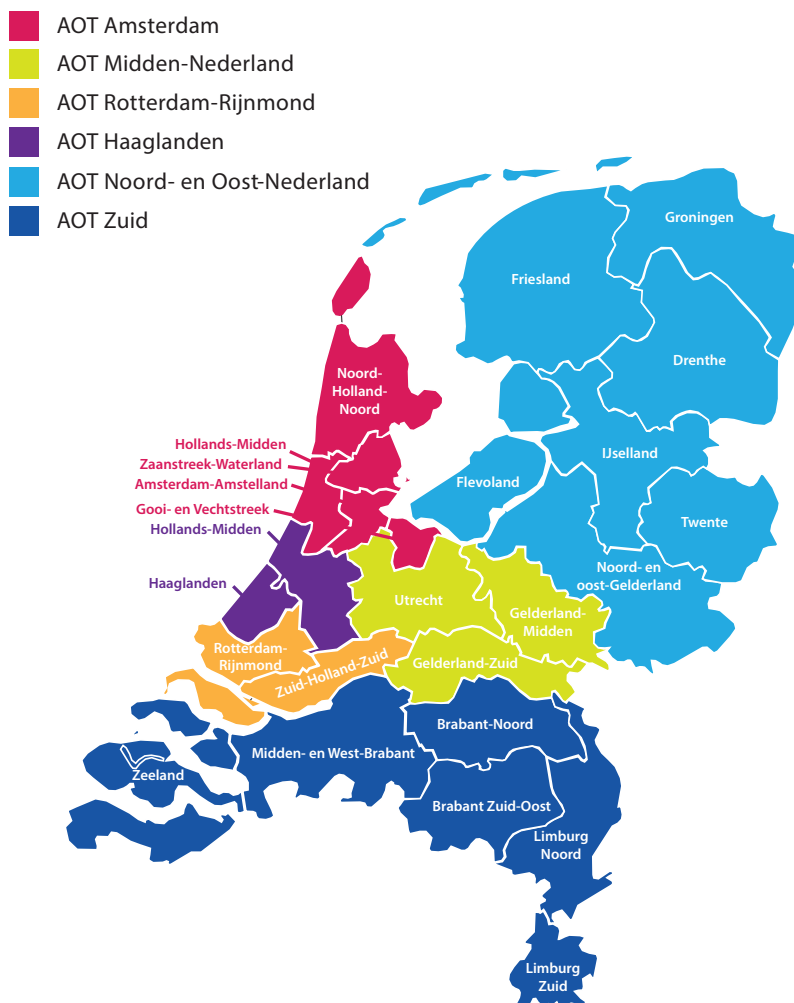 AOT Amsterdam
AOT Midden-Nederland
AOT Rotterdam-Rijnmond
AOT Haaglanden
AOT Noord- en Oost-Nederland
AOT Zuid
Groningen
Friesland
Drenthe
Noord-
Holland-
Noord
Hollands-Midden
Zaanstreek-Waterland
Amsterdam-Amstelland
Gooi- en Vechtstreek
Hollands-Midden
Haaglanden
IJselland
Flevoland
Twente
Noord- en
oost-Gelderland
Utrecht
Gelderland-
Midden
Rotterdam-
Rijnmond
Zuid-Holland-Zuid
Gelderland-Zuid
Brabant-Noord
Midden- en West-Brabant
Zeeland
Brabant Zuid-Oost
Limburg
Noord
Limburg
Zuid